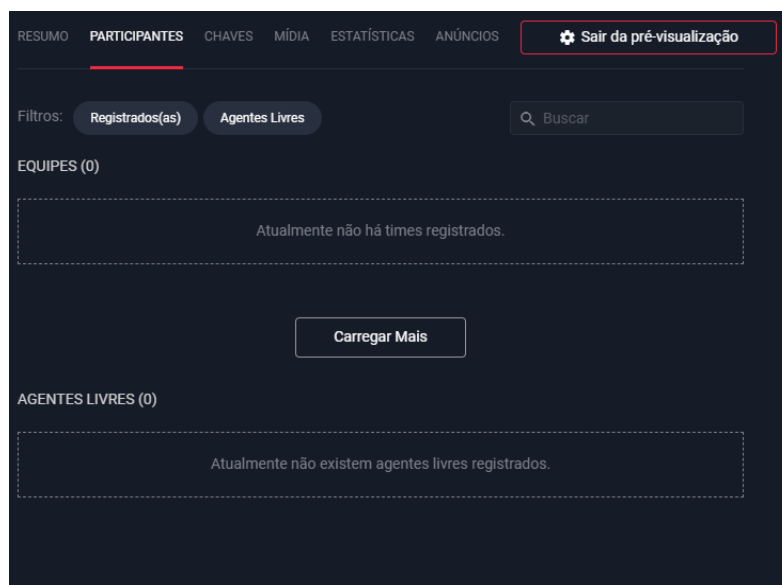 RESUMO PARTICIPANTES CHAVES MÍDIA ESTATÍSTICAS ANÚNCIOS Sair da pré-visualização
Filtros: Registrados(as) Agentes Livres Buscar
EQUIPES (0)
Atualmente não há times registrados.
Carregar Mais
AGENTES LIVRES (0)
Atualmente não existem agentes livres registrados.